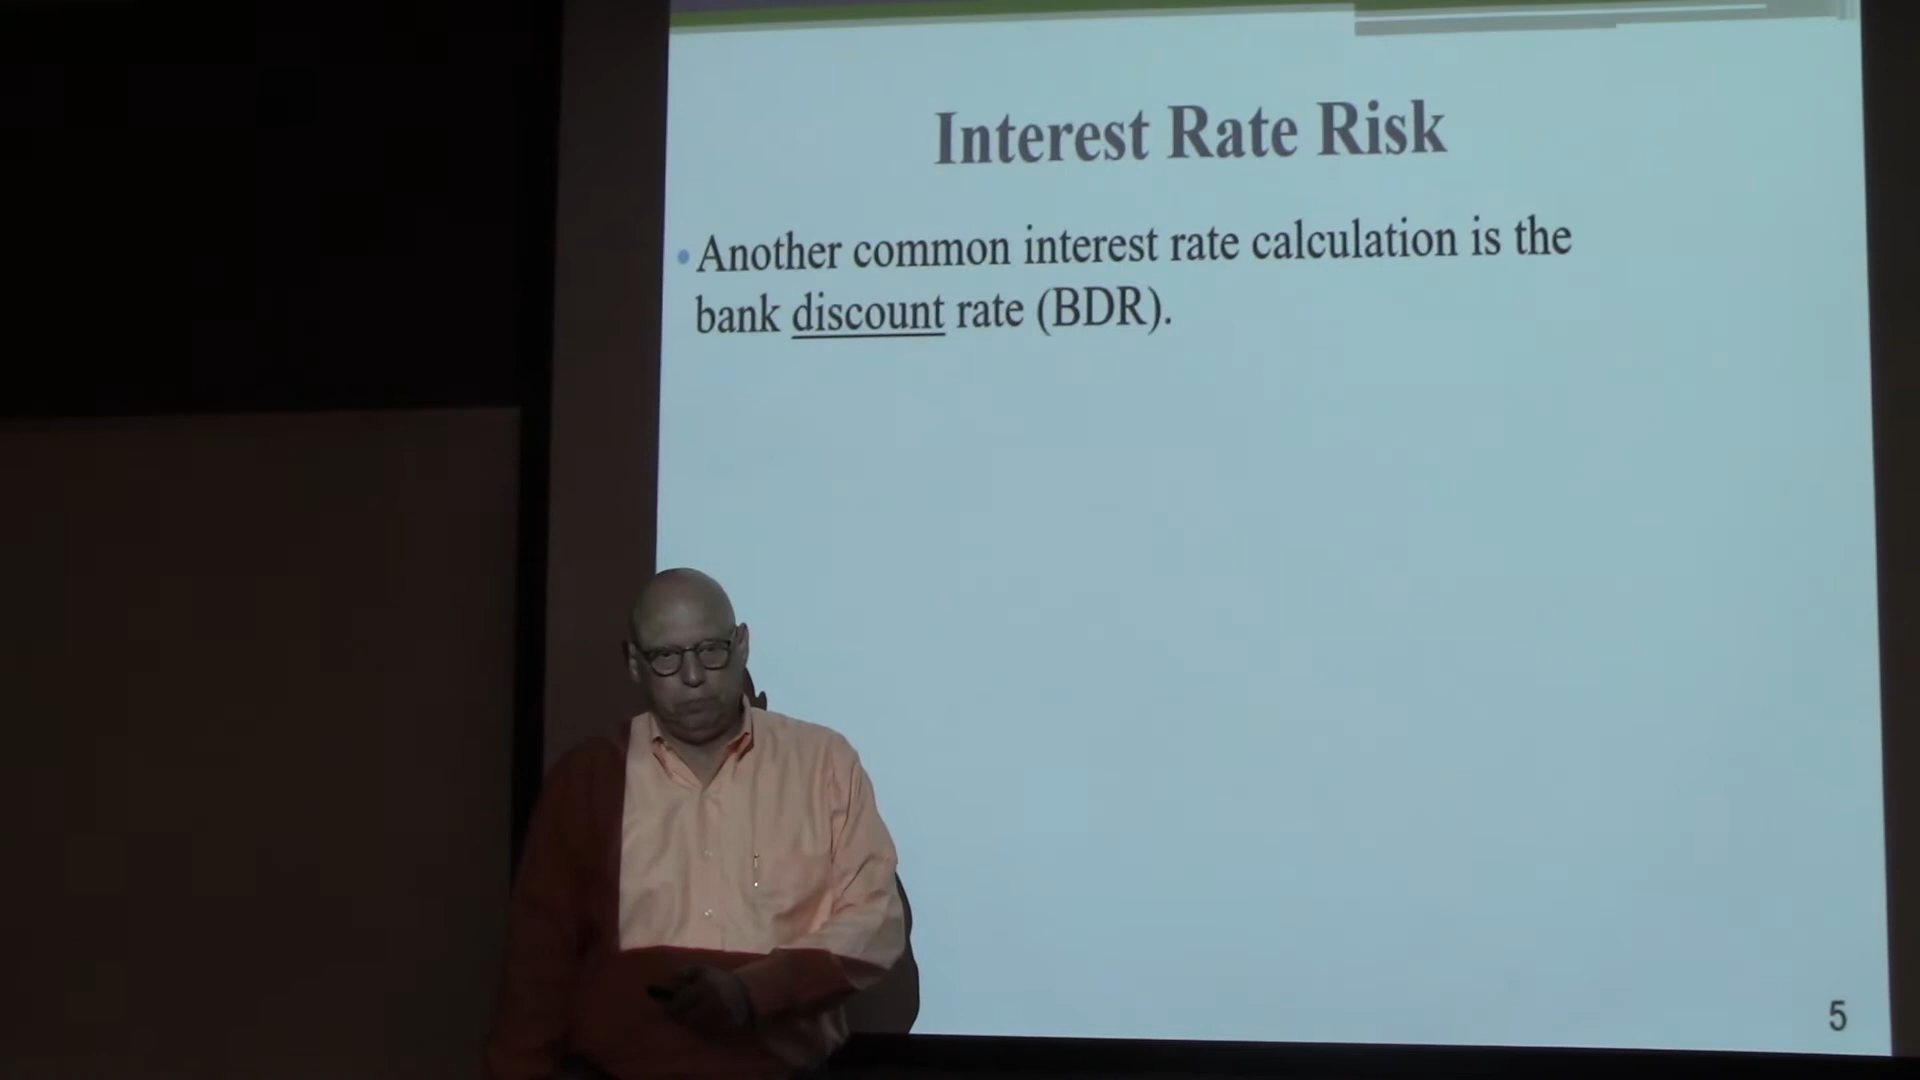 Interest Rate Risk
• Another common interest rate calculation is the
bank discount rate (BDR).
5